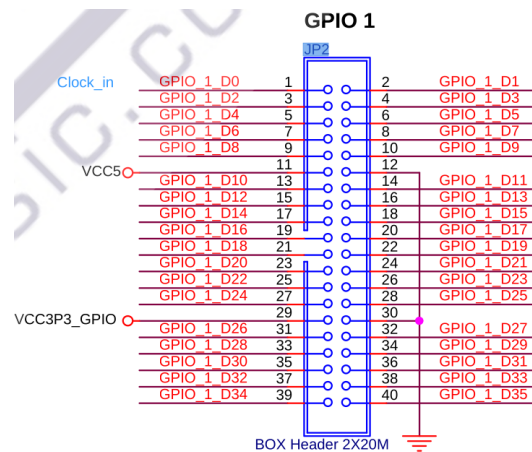 GPIO 1
JP2
Clock_in GPIO_1_D0 1 2 GPIO_1_D1
GPIO_1_D2 3 4 GPIO_1_D3
GPIO_1_D4 5 6 GPIO_1_D5
GPIO_1_D6 7 8 GPIO_1_D7
GPIO_1_D8 9 10 GPIO_1_D9
VCC5 11 12
GPIO_1_D10 13 14 GPIO_1_D11
GPIO_1_D12 15 16 GPIO_1_D13
GPIO_1_D14 17 18 GPIO_1_D15
GPIO_1_D16 19 20 GPIO_1_D17
GPIO_1_D18 21 22 GPIO_1_D19
GPIO_1_D20 23 24 GPIO_1_D21
GPIO_1_D22 25 26 GPIO_1_D23
GPIO_1_D24 27 28 GPIO_1_D25
VCC3P3_GPIO 29 30
GPIO_1_D26 31 32 GPIO_1_D27
GPIO_1_D28 33 34 GPIO_1_D29
GPIO_1_D30 35 36 GPIO_1_D31
GPIO_1_D32 37 38 GPIO_1_D33
GPIO_1_D34 39 40 GPIO_1_D35
BOX Header 2X20M